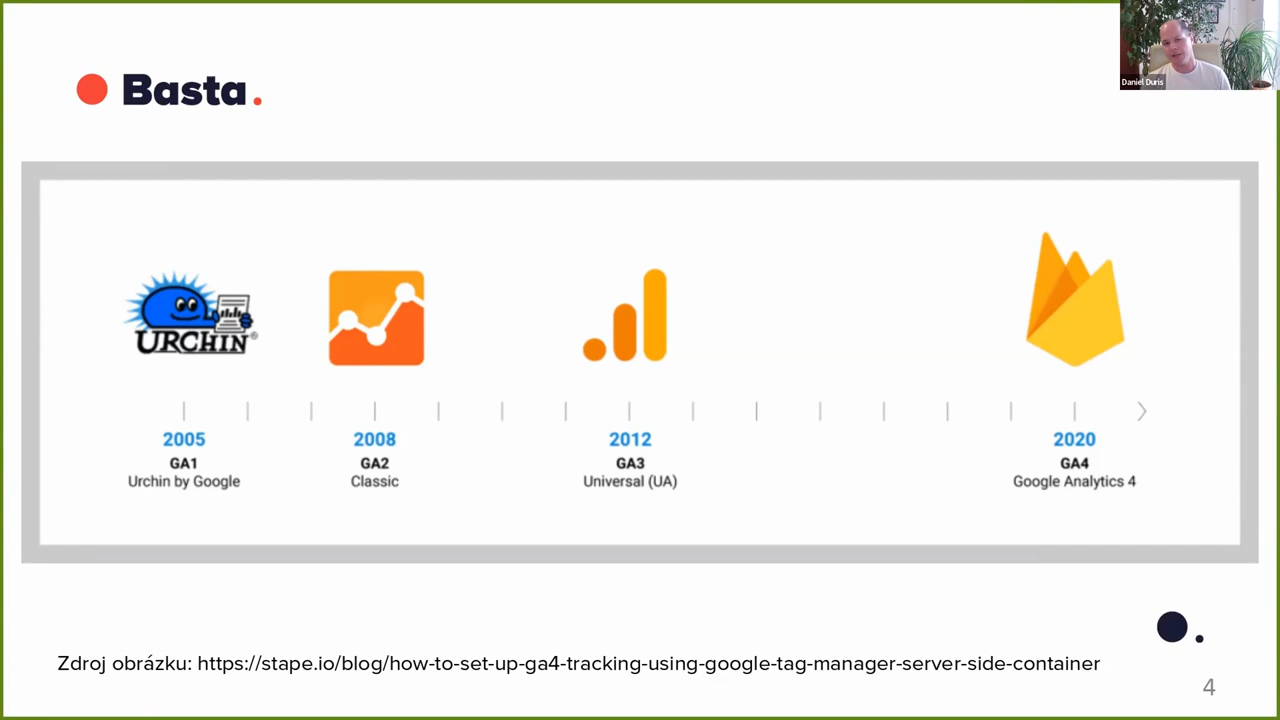 Daniel Duris
Basta.
URCHIN®
2005
GA1
Urchin by Google
2008
GA2
Classic
2012
GA3
Universal (UA)
2020
GA4
Google Analytics 4
Zdroj obrázku: https://stape.io/blog/how-to-set-up-ga4-tracking-using-google-tag-manager-server-side-container
4